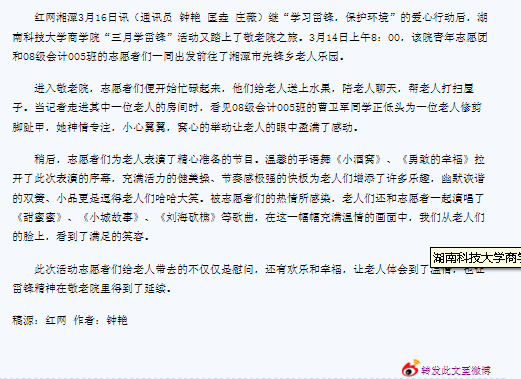 红网湘潭3月16日讯（通讯员 钟艳 匡垚 庄薇）继“学习雷锋，保护环境”的爱心行动后，湖
南科技大学商学院“三月学雷锋”活动又踏上了敬老院之旅。3月14日上午8：00，该院青年志愿团
和08级会计005班的志愿者们一同出发前往了湘潭市先锋乡老人乐园。
进入敬老院，志愿者们便开始忙碌起来，他们给老人送上水果，陪老人聊天，帮老人打扫屋
子。当记者走进其中一位老人的房间时，看见08级会计005班的曹卫军同学正低头为一位老人修剪
脚趾甲，她神情专注，小心翼翼，窝心的举动让老人的眼中盈满了感动。
稍后，志愿者们为老人表演了精心准备的节目。温馨的手语舞《小酒窝》、《勇敢的幸福》拉
开了此次表演的序幕，充满活力的健美操、节奏感极强的快板为老人们增添了许多乐趣，幽默诙谐
的双簧、小品更是逗得老人们哈哈大笑。被志愿者们的热情所感染，老人们还和志愿者一起演唱了
《甜蜜蜜》、《小城故事》、《刘海砍樵》等歌曲，在这一幅幅充满温情的画面中，我们从老人们
的脸上，看到了满足的笑容。
此次活动志愿者们给老人带去的不仅仅是慰问，还有欢乐和幸福，让老人体会到了温情，也让
雷锋精神在敬老院里得到了延续。
湖南科技大学商学
稿源：红网 作者：钟艳
转发此文至微博